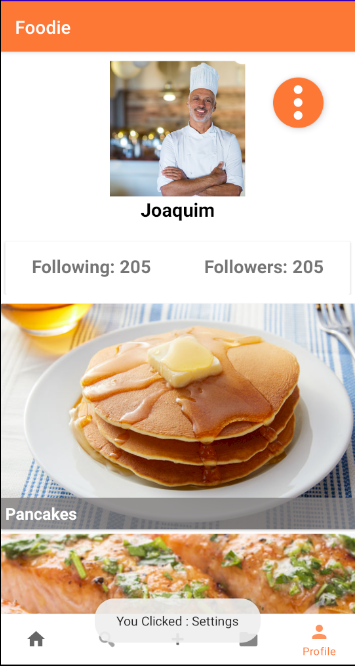 Foodie
Joaquim
Following: 205
Followers: 205
Pancakes
You Clicked : Settings
Profile